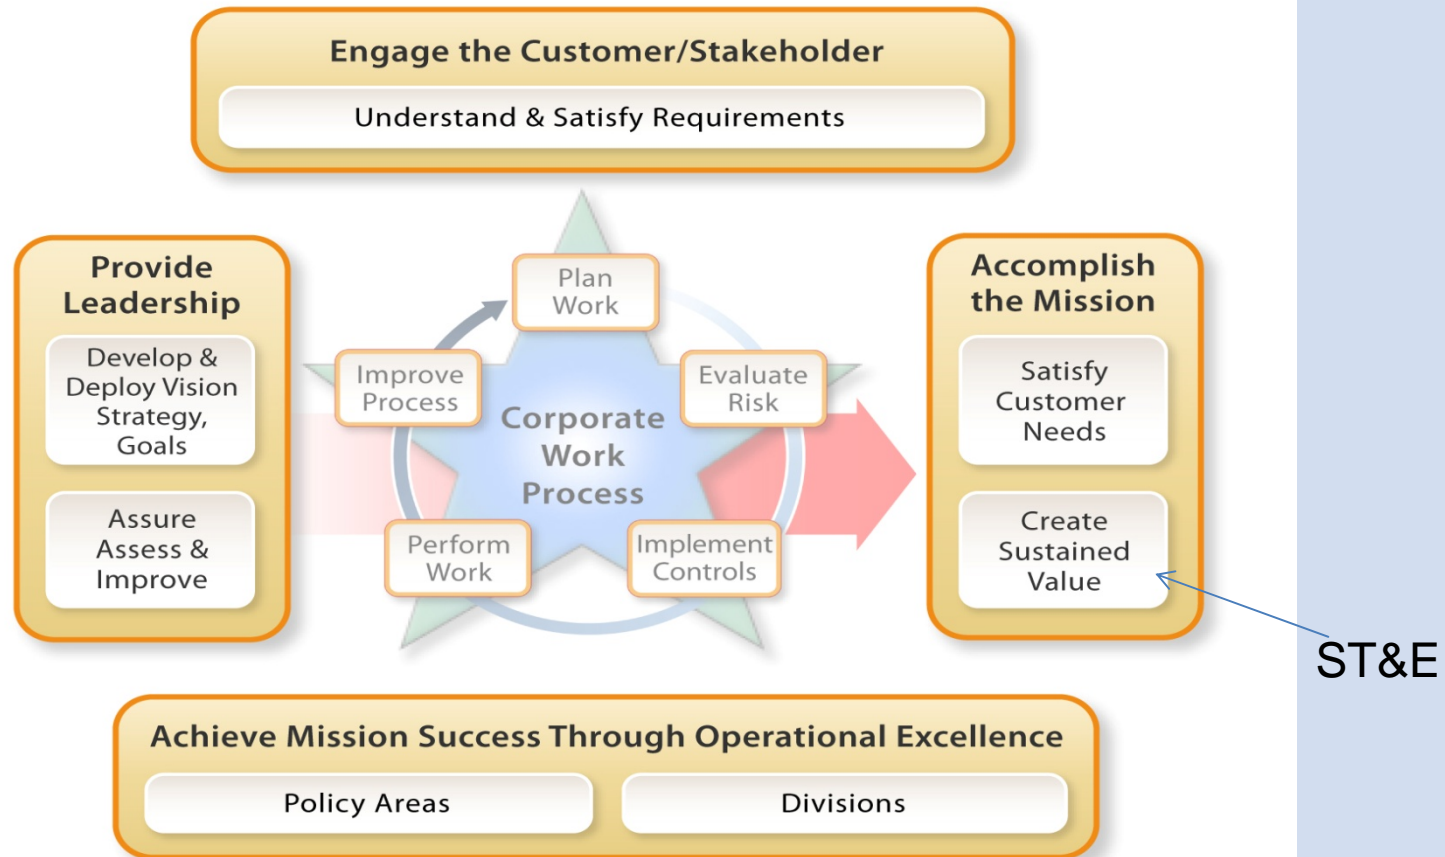 Engage the Customer/Stakeholder
Understand & Satisfy Requirements
Provide
Leadership
Develop &
Deploy Vision
Strategy,
Goals
Assure
Assess &
Improve
Plan
Work
Improve
Process
Evaluate
Risk
Corporate
Work
Process
Perform
Work
Implement
Controls
Accomplish
the Mission
Satisfy
Customer
Needs
Create
Sustained
Value
ST&E
Achieve Mission Success Through Operational Excellence
Policy Areas
Divisions